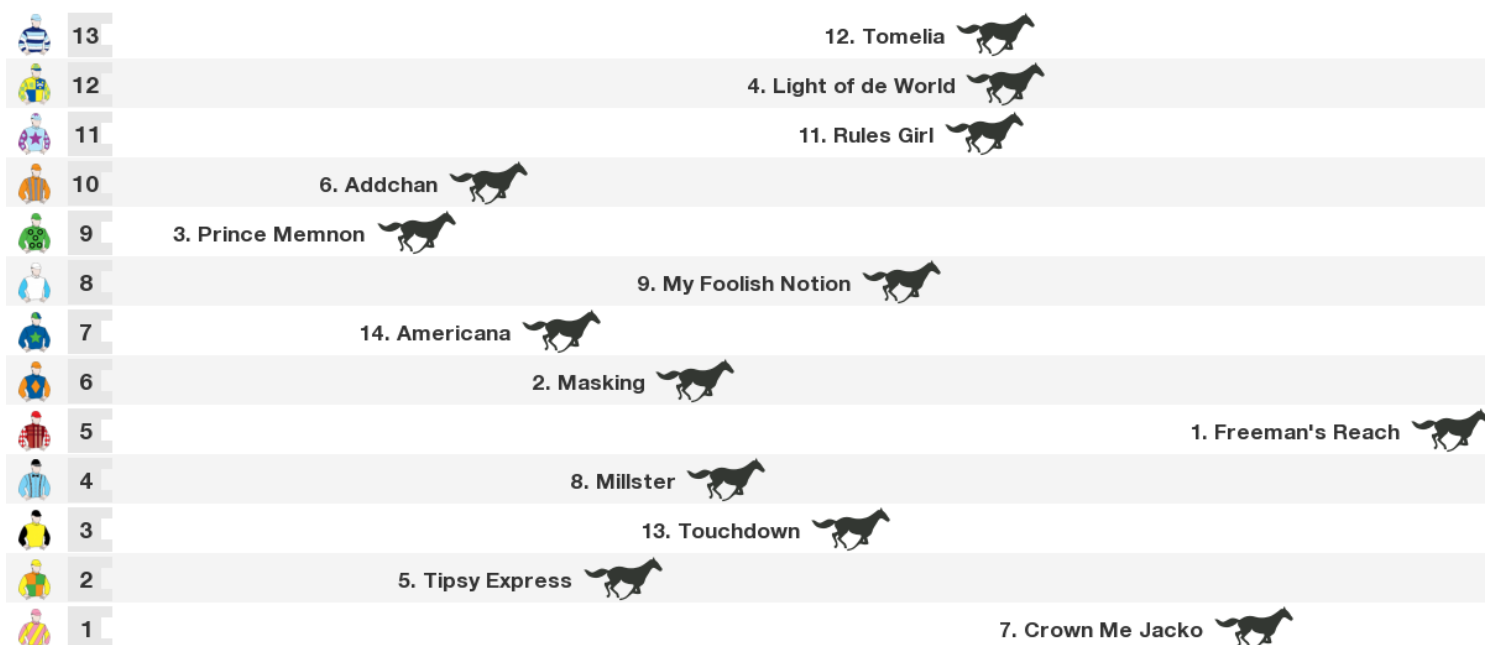 13 12. Tomelia
12 4. Light of de World
11 11. Rules Girl
10 6. Addchan
9 3. Prince Memnon
8 9. My Foolish Notion
7 14. Americana
6 2. Masking
5 1. Freeman's Reach
4 8. Millster
3 13. Touchdown
2 5. Tipsy Express
1 7. Crown Me Jacko